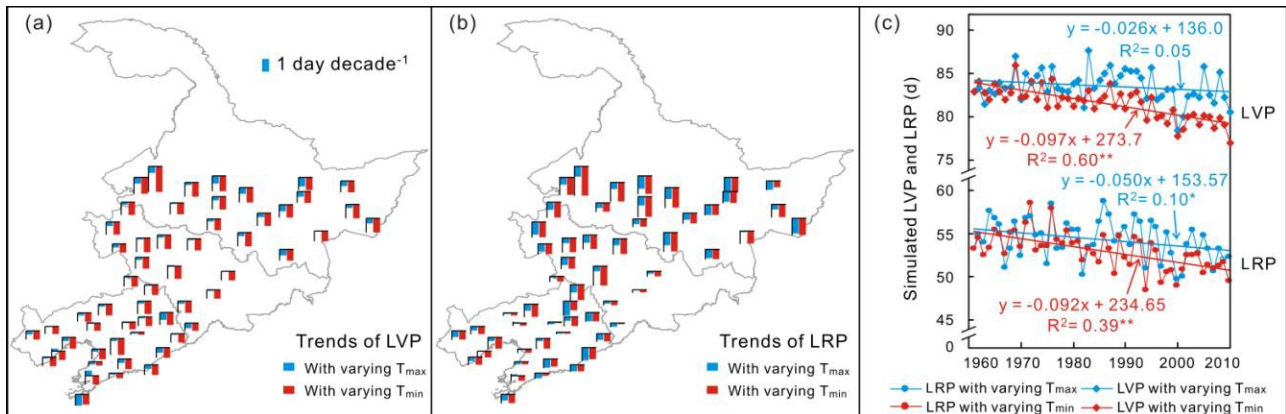 (a)
1 day decade⁻¹
Trends of LVP
With varying Tmax
With varying Tmin
(b)
Trends of LRP
With varying Tmax
With varying Tmin
(c)
y = -0.026x + 136.0
R²= 0.05
y = -0.097x + 273.7
R²= 0.60**
y = -0.050x + 153.57
R²= 0.10*
y = -0.092x + 234.65
R²= 0.39**
Simulated LVP and LRP (d)
90
85
80
75
60
55
50
45
0
LVP
LRP
1960 1970 1980 1990 2000 2010
LRP with varying Tmax LVP with varying Tmax
LRP with varying Tmin LVP with varying Tmin